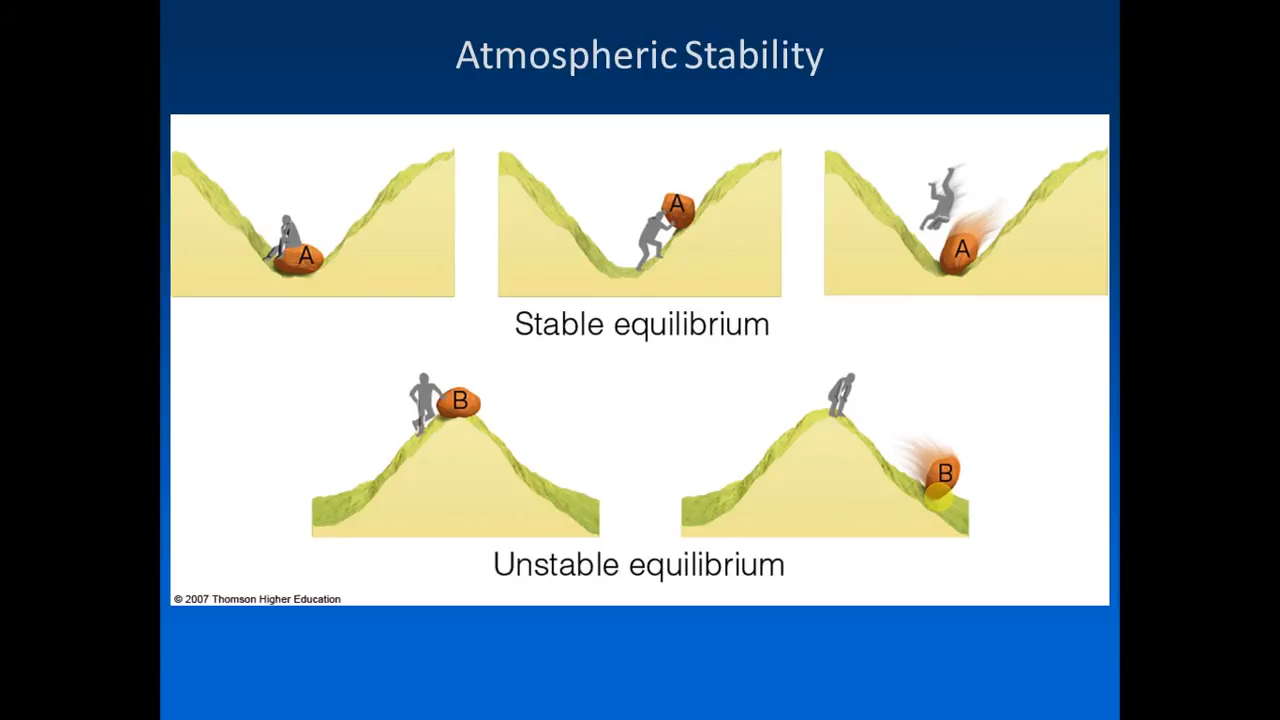 Atmospheric Stability
A
A
A
Stable equilibrium
B
B
Unstable equilibrium
© 2007 Thomson Higher Education